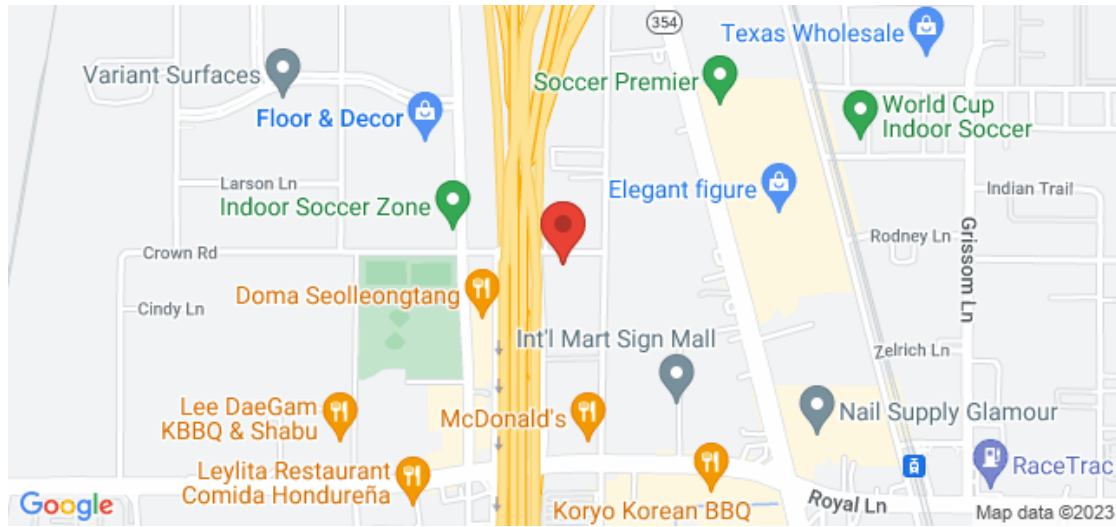 354
Texas Wholesale
Variant Surfaces
Soccer Premier
Floor & Decor
World Cup
Indoor Soccer
Larson Ln
Elegant figure
Indian Trail
Indoor Soccer Zone
Grissom Ln
Rodney Ln
Crown Rd
Doma Seolleongtang
Cindy Ln
Int'l Mart Sign Mall
Zelrich Ln
Lee DaeGam
KBBQ & Shabu
McDonald's
Nail Supply Glamour
Leylita Restaurant
Comida Hondureña
RaceTrac
Google
Koryo Korean BBQ
Royal Ln
Map data ©2023